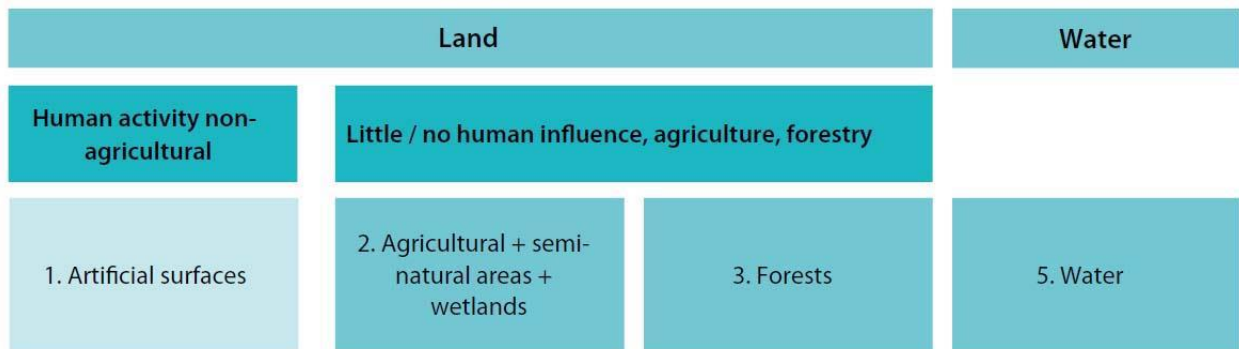 Land
Water
Human activity non-
agricultural
Little / no human influence, agriculture, forestry
1. Artificial surfaces
2. Agricultural + semi-
natural areas +
wetlands
3. Forests
5. Water